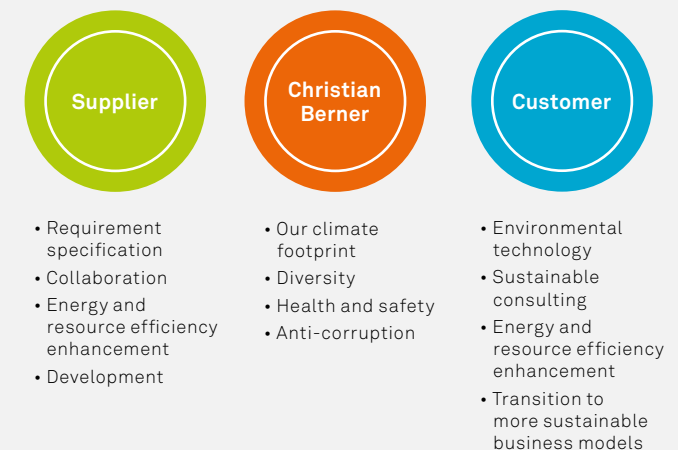 Supplier
Christian
Berner
Customer
• Requirement
specification
• Collaboration
• Energy and
resource efficiency
enhancement
• Development
• Our climate
footprint
• Diversity
• Health and safety
• Anti-corruption
• Environmental
technology
• Sustainable
consulting
• Energy and
resource efficiency
enhancement
• Transition to
more sustainable
business models